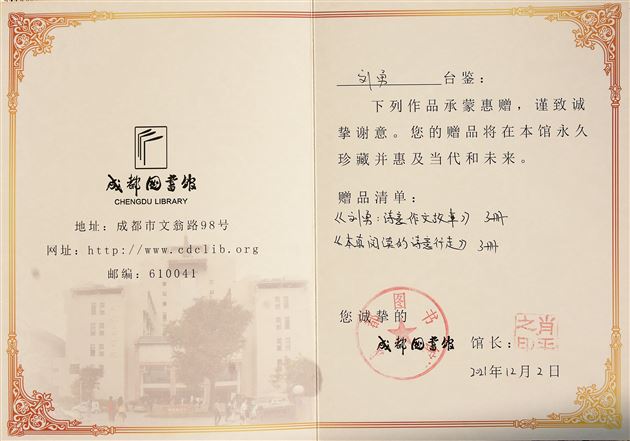 成都图书馆
CHENGDU LIBRARY
地址：成都市文翁路98号
网址：http://www.cdclib.org
邮编：610041
刘勇 台鉴：
下列作品承蒙惠赠，谨致诚
挚谢意。您的赠品将在本馆永久
珍藏并惠及当代和未来。
赠品清单：
《刘勇：诗意作文改革》 3册
《本真阅读的诗意行走》 3册
您诚挚的
成都图书馆 馆长：
2021年12月2日